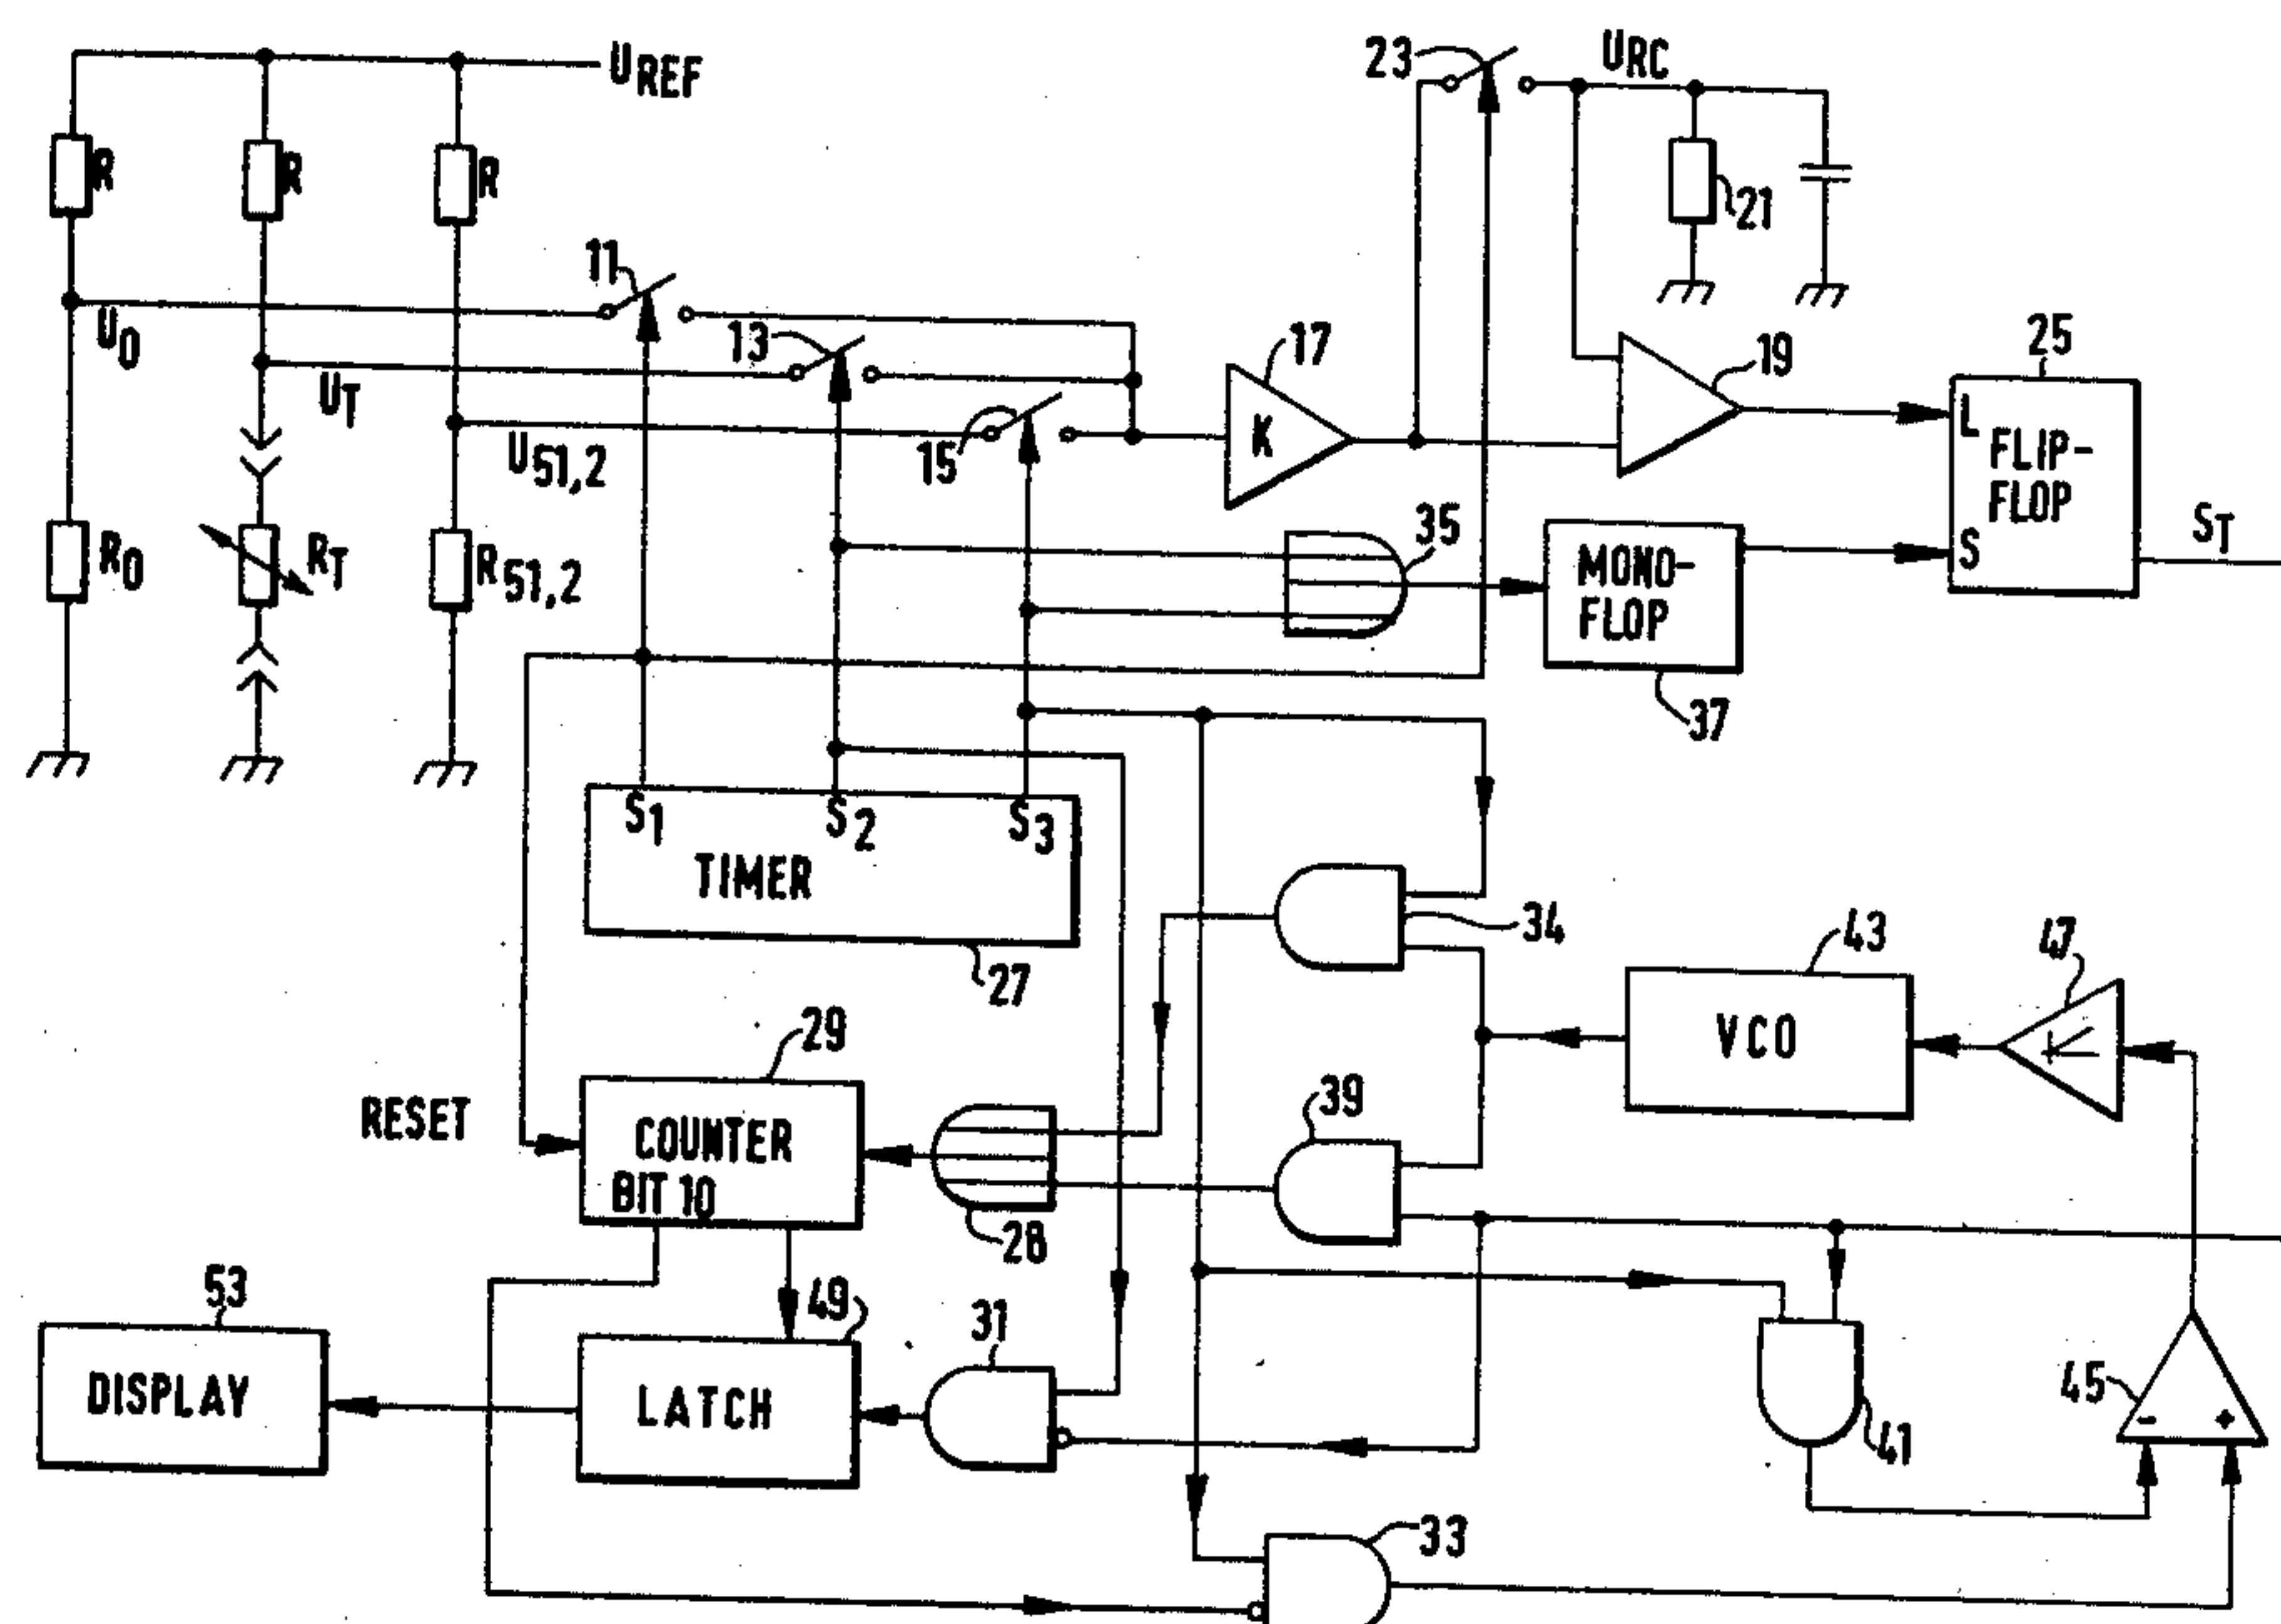 U_REF
23
U_RC
R
R
R
21
11
U_0
13
U_T
15
U_S1,2
17
K
19
25
L FLIP-
FLOP
S
S_T
R_0
R_T
R_S1,2
35
MONO-
FLOP
37
S_1 S_2 S_3
TIMER
27
34
43
VCO
47
29
RESET
COUNTER
BIT 10
28
39
53
DISPLAY
49
LATCH
31
41
45
- +
33